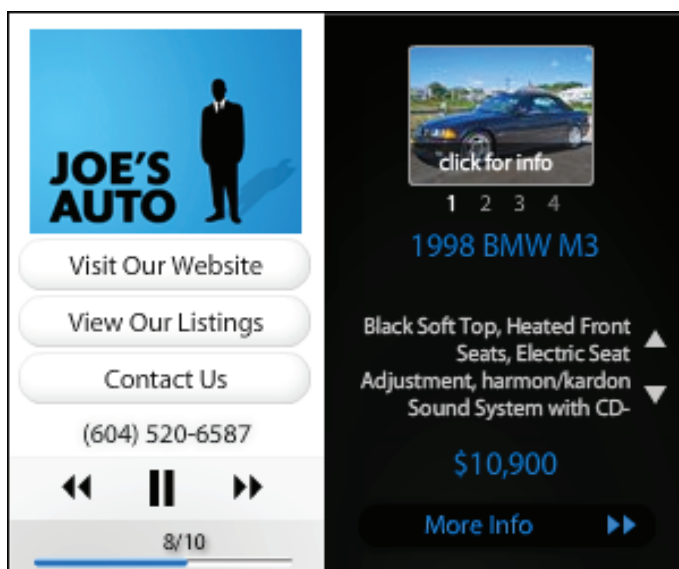 JOE'S
AUTO
Visit Our Website
View Our Listings
Contact Us
(604) 520-6587
8/10
click for info
1 2 3 4
1998 BMW M3
Black Soft Top, Heated Front
Seats, Electric Seat
Adjustment, harmon/kardon
Sound System with CD-
$10,900
More Info